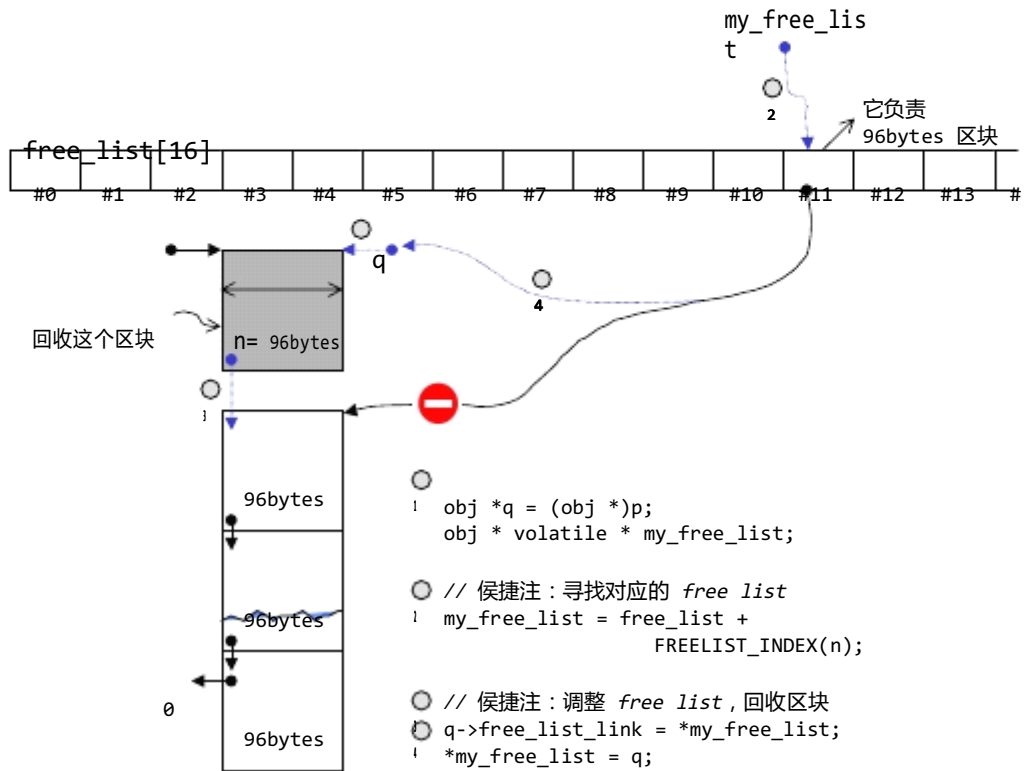 my_free_lis
t
2
它负责
96bytes 区块
free_list[16]
#0 #1 #2 #3 #4 #5 #6 #7 #8 #9 #10 #11 #12 #13 #
q
4
回收这个区块
n= 96bytes
3
96bytes
1
obj *q = (obj *)p;
obj * volatile * my_free_list;
// 侯捷注：寻找对应的 free list
96bytes
my_free_list = free_list +
FREELIST_INDEX(n);
// 侯捷注：调整 free list，回收区块
0
q->free_list_link = *my_free_list;
96bytes
4
*my_free_list = q;